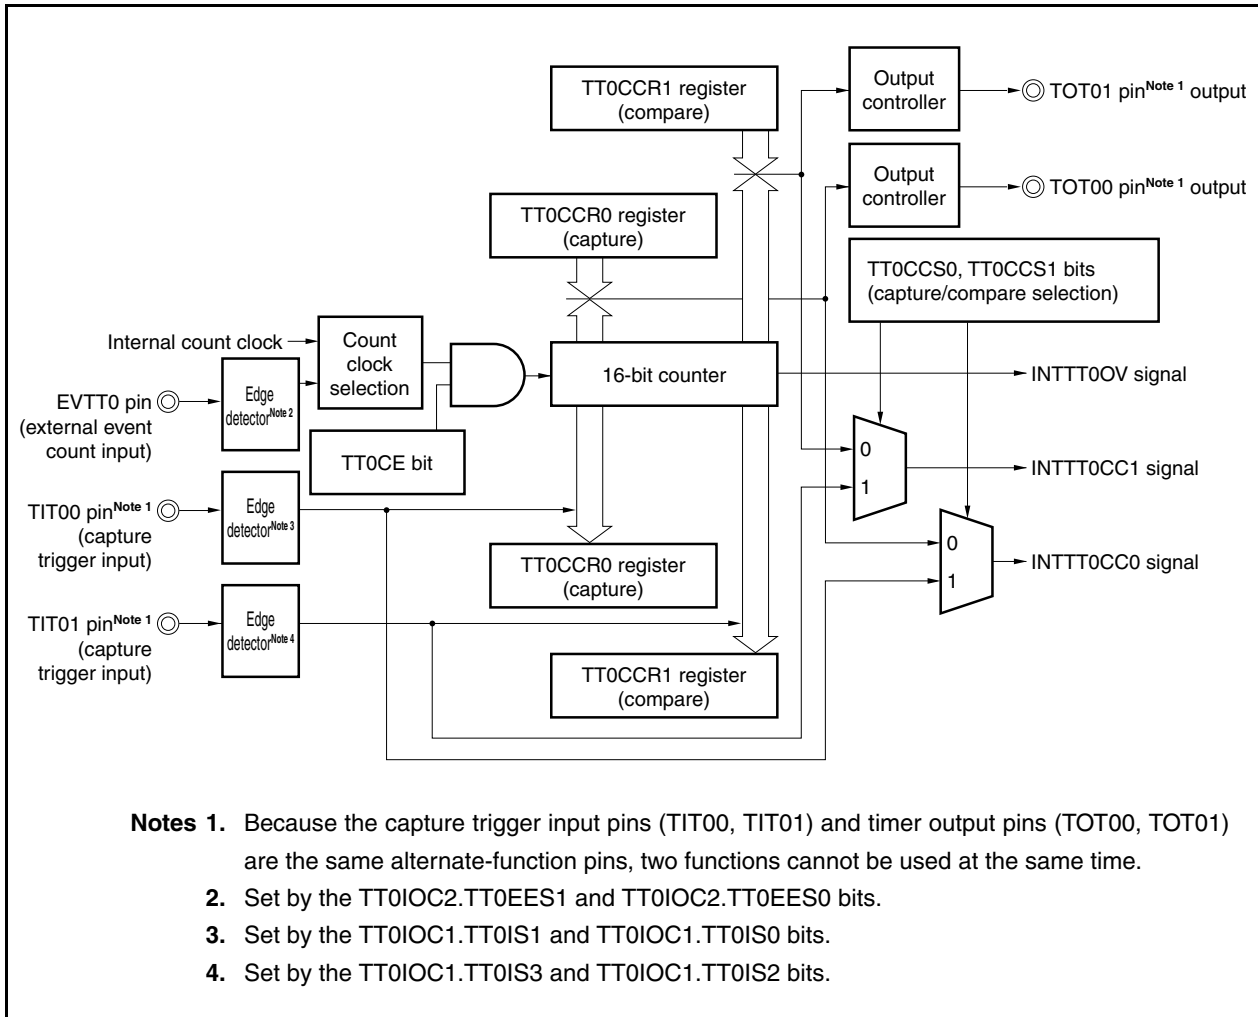 TT0CCR1 register
(compare)
Output
controller
TOT01 pinNote 1 output
Output
controller
TOT00 pinNote 1 output
TT0CCR0 register
(capture)
TT0CCS0, TT0CCS1 bits
(capture/compare selection)
Internal count clock
Count
clock
selection
16-bit counter
INTTT0OV signal
EVTT0 pin
(external event
count input)
Edge
detectorNote 2
TT0CE bit
0
1
INTTT0CC1 signal
TIT00 pinNote 1
(capture
trigger input)
Edge
detectorNote 3
TT0CCR0 register
(capture)
0
1
INTTT0CC0 signal
TIT01 pinNote 1
(capture
trigger input)
Edge
detectorNote 4
TT0CCR1 register
(compare)
Notes 1. Because the capture trigger input pins (TIT00, TIT01) and timer output pins (TOT00, TOT01)
are the same alternate-function pins, two functions cannot be used at the same time.
2. Set by the TT0IOC2.TT0EES1 and TT0IOC2.TT0EES0 bits.
3. Set by the TT0IOC1.TT0IS1 and TT0IOC1.TT0IS0 bits.
4. Set by the TT0IOC1.TT0IS3 and TT0IOC1.TT0IS2 bits.